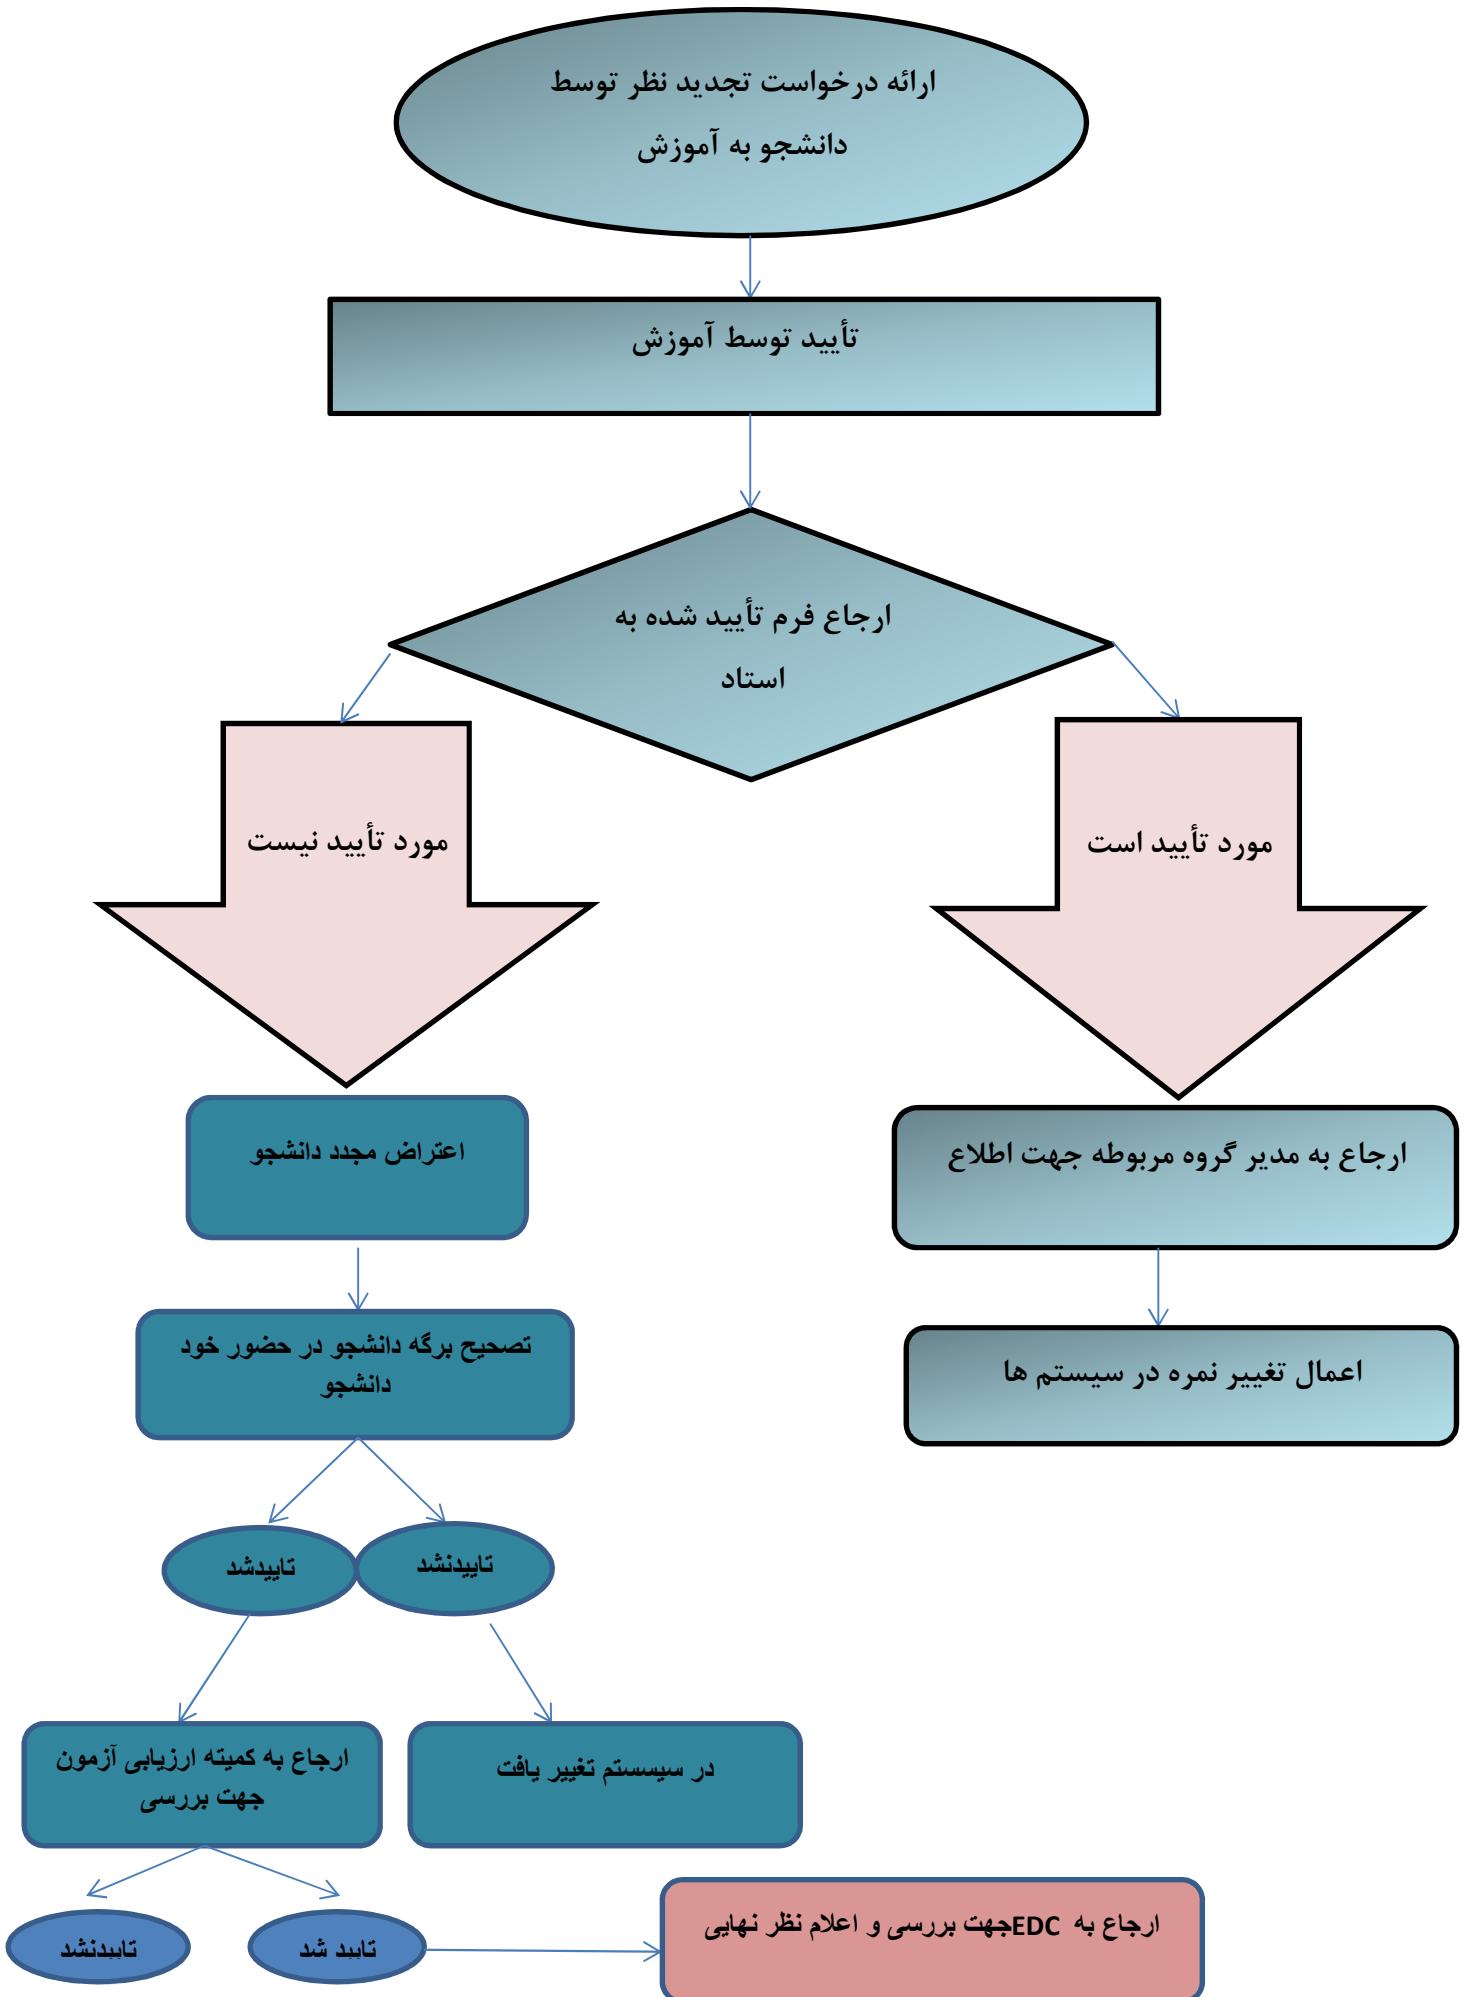 ارائه درخواست تجدید نظر توسط
دانشجو به آموزش
تأیید توسط آموزش
ارجاع فرم تأیید شده به
استاد
مورد تأیید است
مورد تأیید نیست
ارجاع به مدیر گروه مربوطه جهت اطلاع
اعتراض مجدد دانشجو
اعمال تغییر نمره در سیستم ها
تصحیح برگه دانشجو در حضور خود
دانشجو
تاییدنشد
تاییدشد
در سیسستم تغییر یافت
ارجاع به کمیته ارزیابی آزمون
جهت بررسی
ارجاع به EDCجهت بررسی و اعلام نظر نهایی
تایید شد
تاییدنشد